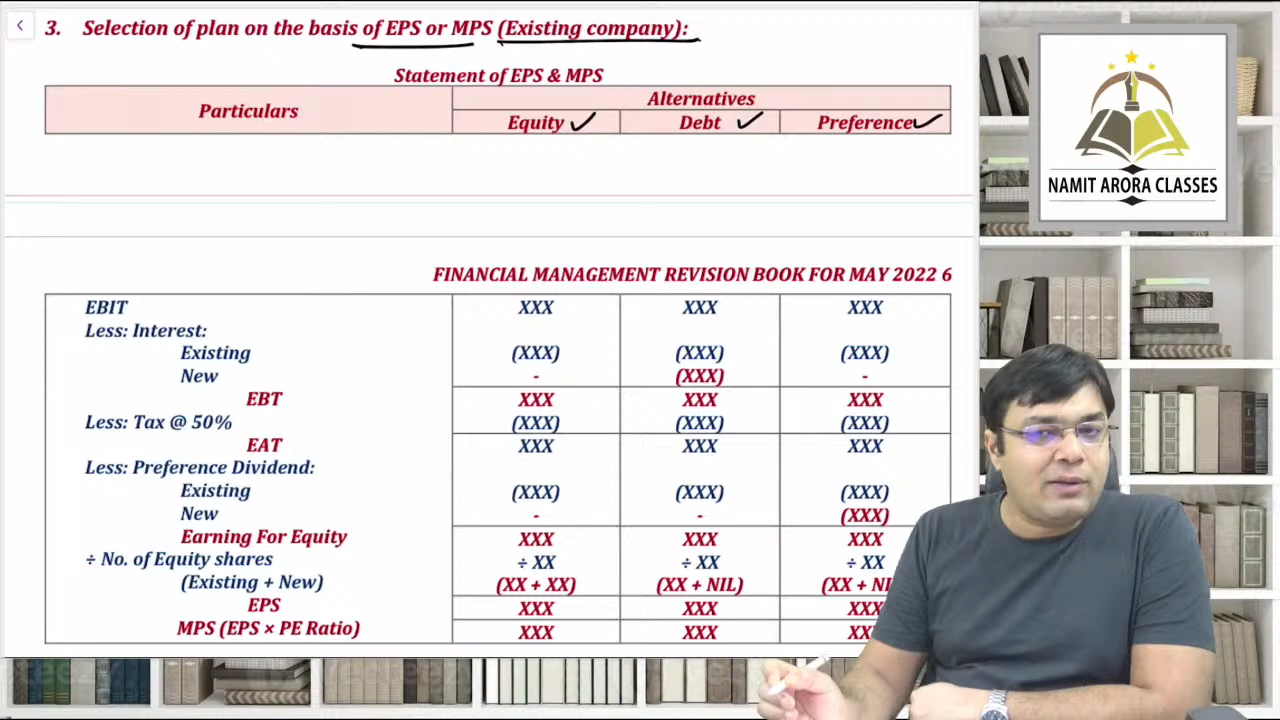 3. Selection of plan on the basis of EPS or MPS (Existing company):
Statement of EPS & MPS
Particulars Alternatives
Equity Debt Preference
NAMIT ARORA CLASSES
FINANCIAL MANAGEMENT REVISION BOOK FOR MAY 2022 6
EBIT XXX XXX XXX
Less: Interest:
Existing (XXX) (XXX) (XXX)
New - (XXX) -
EBT XXX XXX XXX
Less: Tax @ 50% (XXX) (XXX) (XXX)
EAT XXX XXX XXX
Less: Preference Dividend:
Existing (XXX) (XXX) (XXX)
New - - (XXX)
Earning For Equity XXX XXX XXX
÷ No. of Equity shares ÷ XX ÷ XX ÷ XX
(Existing + New) (XX + XX) (XX + NIL) (XX +
EPS XXX XXX XXX
MPS (EPS × PE Ratio) XXX XXX